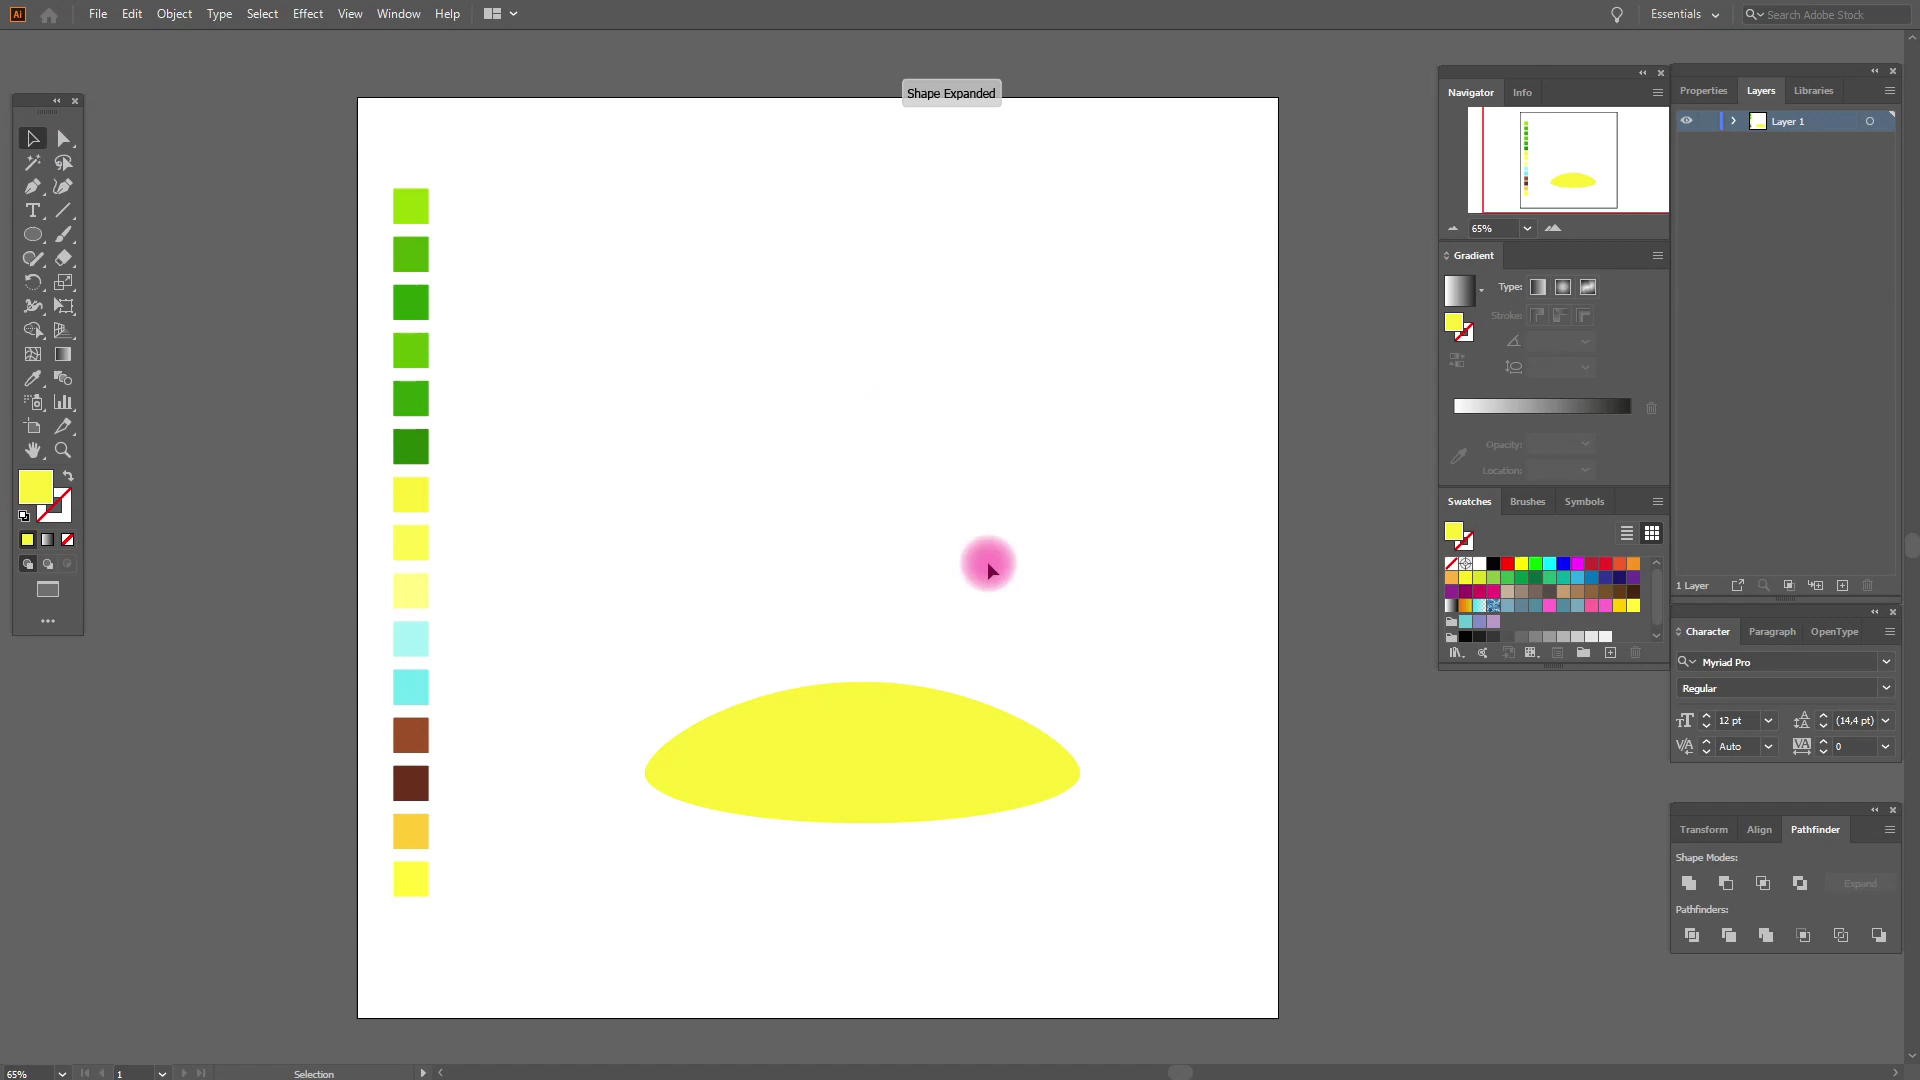 Ai File Edit Object Type Select Effect View Window Help Essentials Search Adobe Stock
Shape Expanded
Navigator Info
65%
Gradient
Type:
Stroke:
Opacity:
Location:
Swatches Brushes Symbols
Properties Layers Libraries
Layer 1
1 Layer
Character Paragraph OpenType
Myriad Pro
Regular
12 pt (14,4 pt)
Auto 0
Transform Align Pathfinder
Shape Modes:
Expand
Pathfinders:
65% 1 Selection